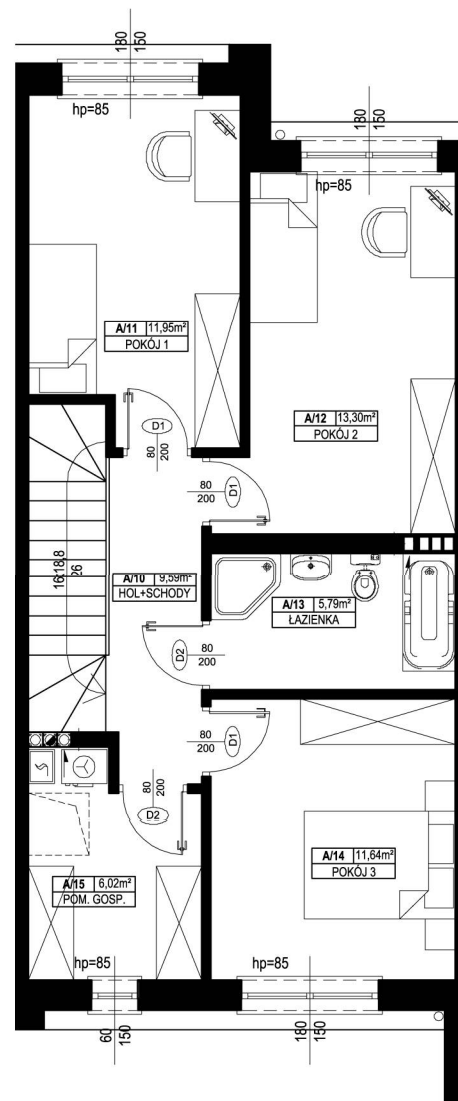 180
150
hp=85
180
150
hp=85
A/11 11,95m²
POKÓJ 1
A/12 13,30m²
POKÓJ 2
D1
80
200
80
200
D1
16x18,8
26
A/10 9,59m²
HOL+SCHODY
A/13 5,79m²
ŁAZIENKA
D2
80
200
80
200
D1
80
200
D2
A/14 11,64m²
POKÓJ 3
A/15 6,02m²
POM. GOSP.
hp=85
hp=85
60
150
180
150